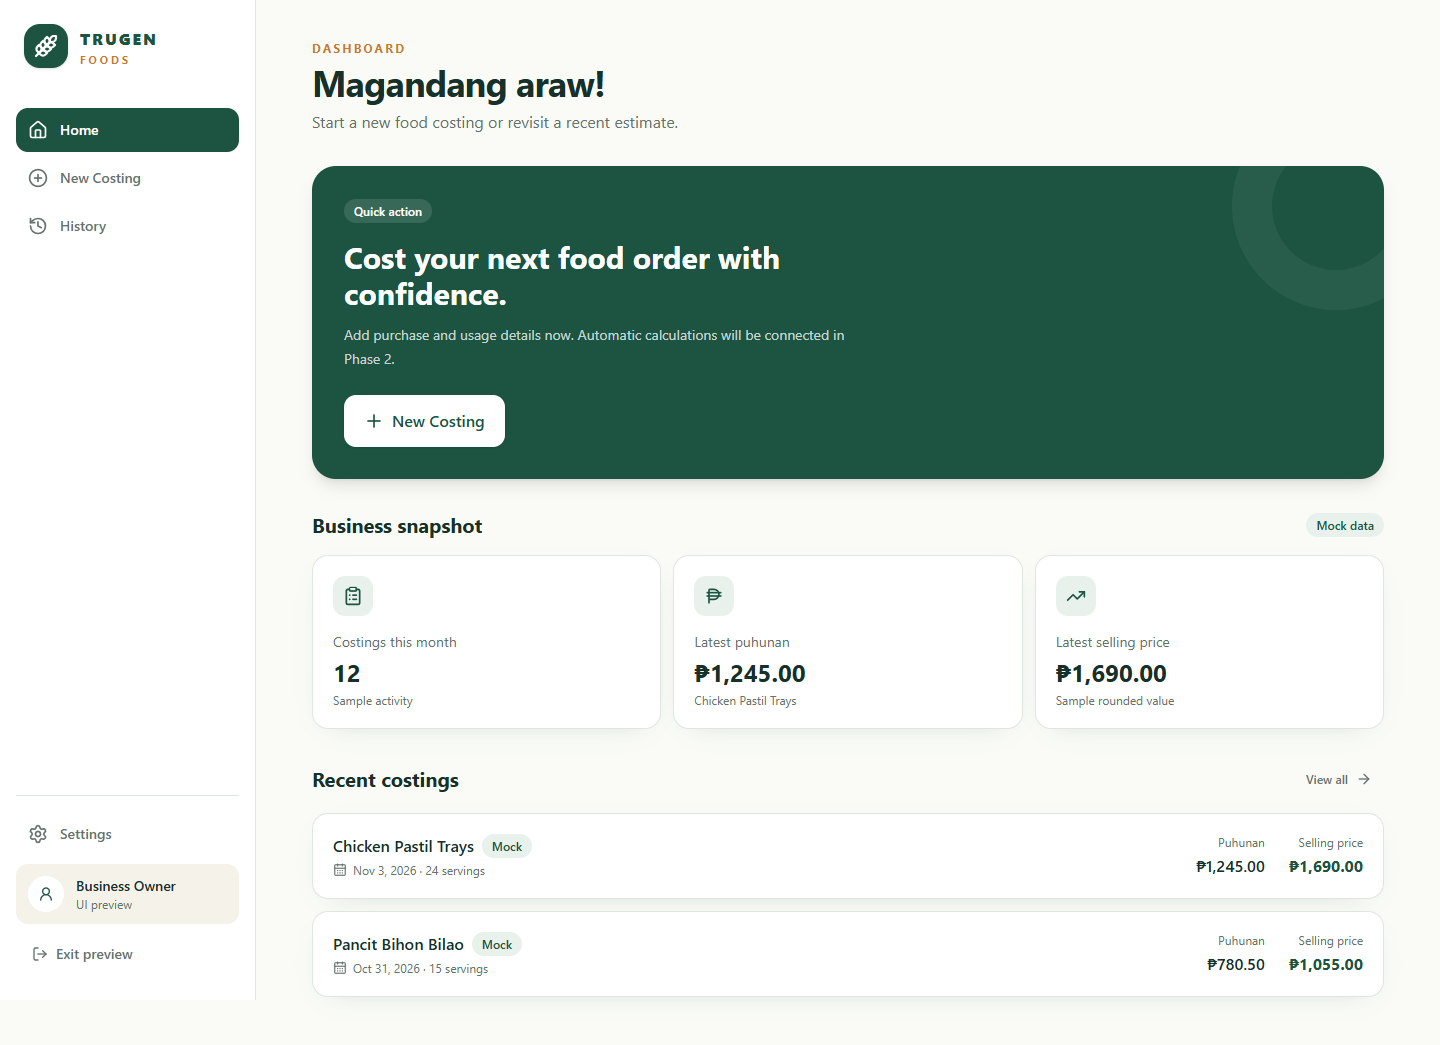 TRUGEN
FOODS
Home
New Costing
History
Settings
Business Owner
UI preview
Exit preview
DASHBOARD
Magandang araw!
Start a new food costing or revisit a recent estimate.
Quick action
Cost your next food order with
confidence.
Add purchase and usage details now. Automatic calculations will be connected in
Phase 2.
New Costing
Business snapshot
Mock data
Costings this month
12
Sample activity
Latest puhunan
₱1,245.00
Chicken Pastil Trays
Latest selling price
₱1,690.00
Sample rounded value
Recent costings
View all
Chicken Pastil Trays Mock
Nov 3, 2026 · 24 servings
Puhunan
₱1,245.00
Selling price
₱1,690.00
Pancit Bihon Bilao Mock
Oct 31, 2026 · 15 servings
Puhunan
₱780.50
Selling price
₱1,055.00